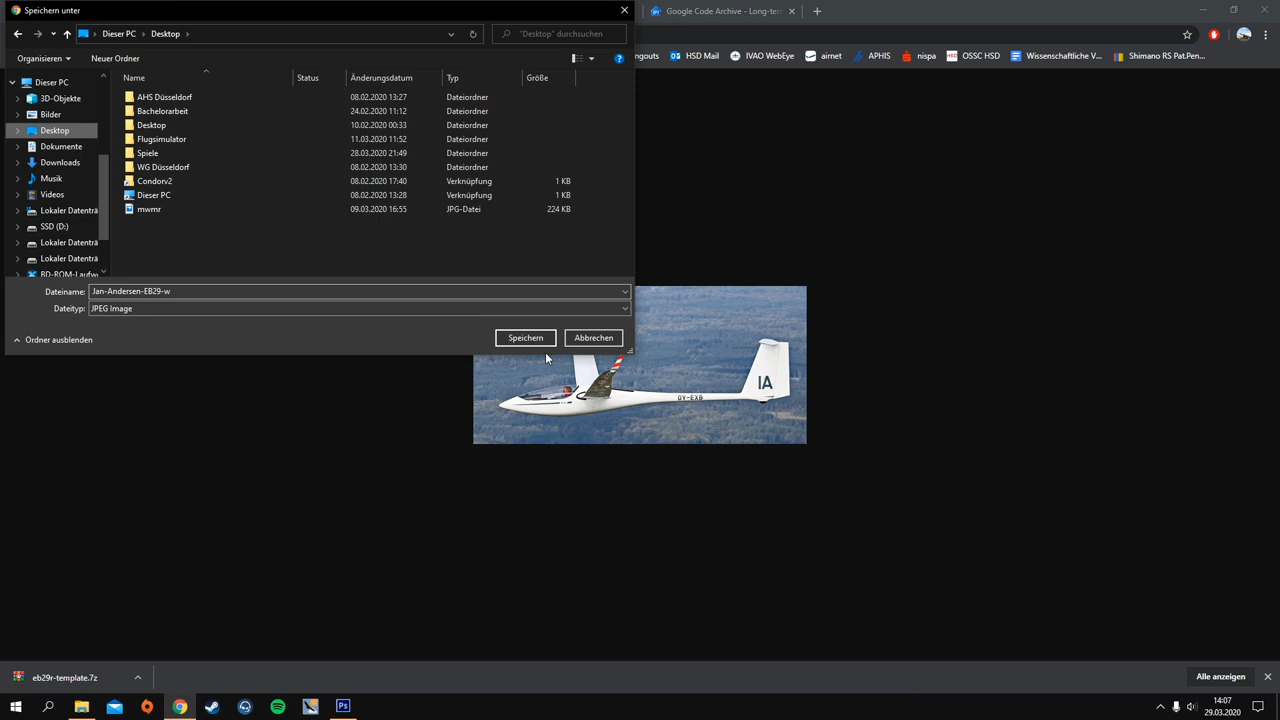 Speichern unter
Google Code Archive - Long-ter
Dieser PC
Desktop
"Desktop" durchsuchen
Organisieren
Neuer Ordner
ngouts
HSD Mail
IVAO WebEye
airnet
APHIS
nispa
OSSC HSD
Wissenschaftliche V...
Shimano RS Pat.Pen...
Name
Status
Änderungsdatum
Typ
Größe
Dieser PC
3D-Objekte
Bilder
Desktop
Dokumente
Downloads
Musik
Videos
Lokaler Datenträ
SSD (D:)
Lokaler Datenträ
Lokaler Datenträ
BD-ROM-Laufw
AHS Düsseldorf 08.02.2020 13:27 Dateiordner
Bachelorarbeit 24.02.2020 11:12 Dateiordner
Desktop 10.02.2020 00:33 Dateiordner
Flugsimulator 11.03.2020 11:52 Dateiordner
Spiele 28.03.2020 21:49 Dateiordner
WG Düsseldorf 08.02.2020 13:30 Dateiordner
Condorv2 08.02.2020 17:40 Verknüpfung 1 KB
Dieser PC 08.02.2020 13:28 Verknüpfung 1 KB
mwmr 09.03.2020 16:55 JPG-Datei 224 KB
Dateiname: Jan-Andersen-EB29-w
Dateityp: JPEG Image
Ordner ausblenden
Speichern
Abbrechen
IA
OY-EXB
eb29r-template.7z
Alle anzeigen
Ps
14:07
29.03.2020